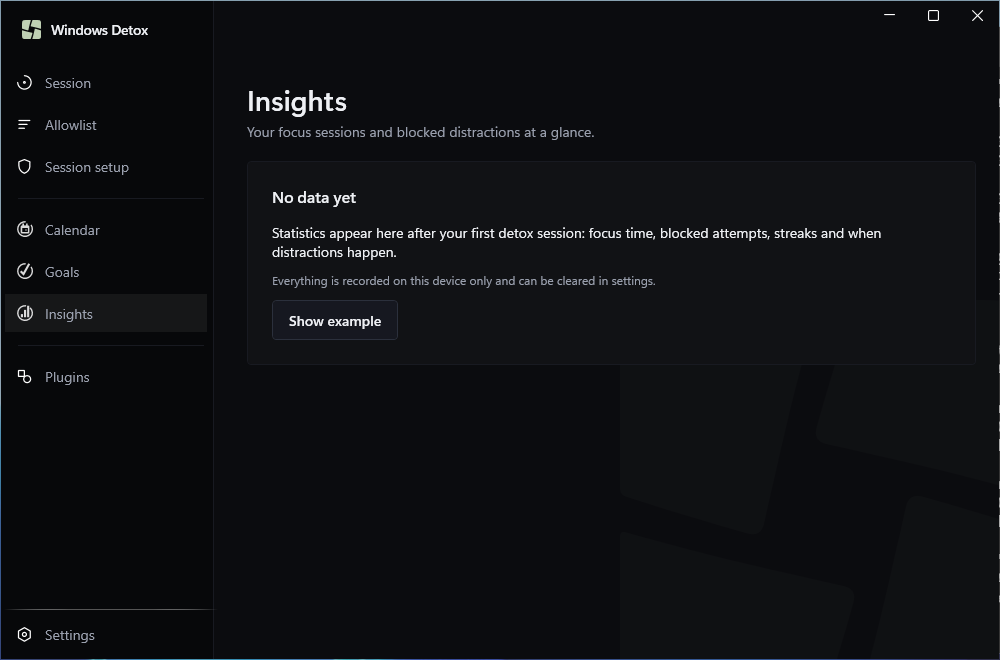 Windows Detox
Session
Allowlist
Session setup
Calendar
Goals
Insights
Plugins
Settings
Insights
Your focus sessions and blocked distractions at a glance.
No data yet
Statistics appear here after your first detox session: focus time, blocked attempts, streaks and when
distractions happen.
Everything is recorded on this device only and can be cleared in settings.
Show example